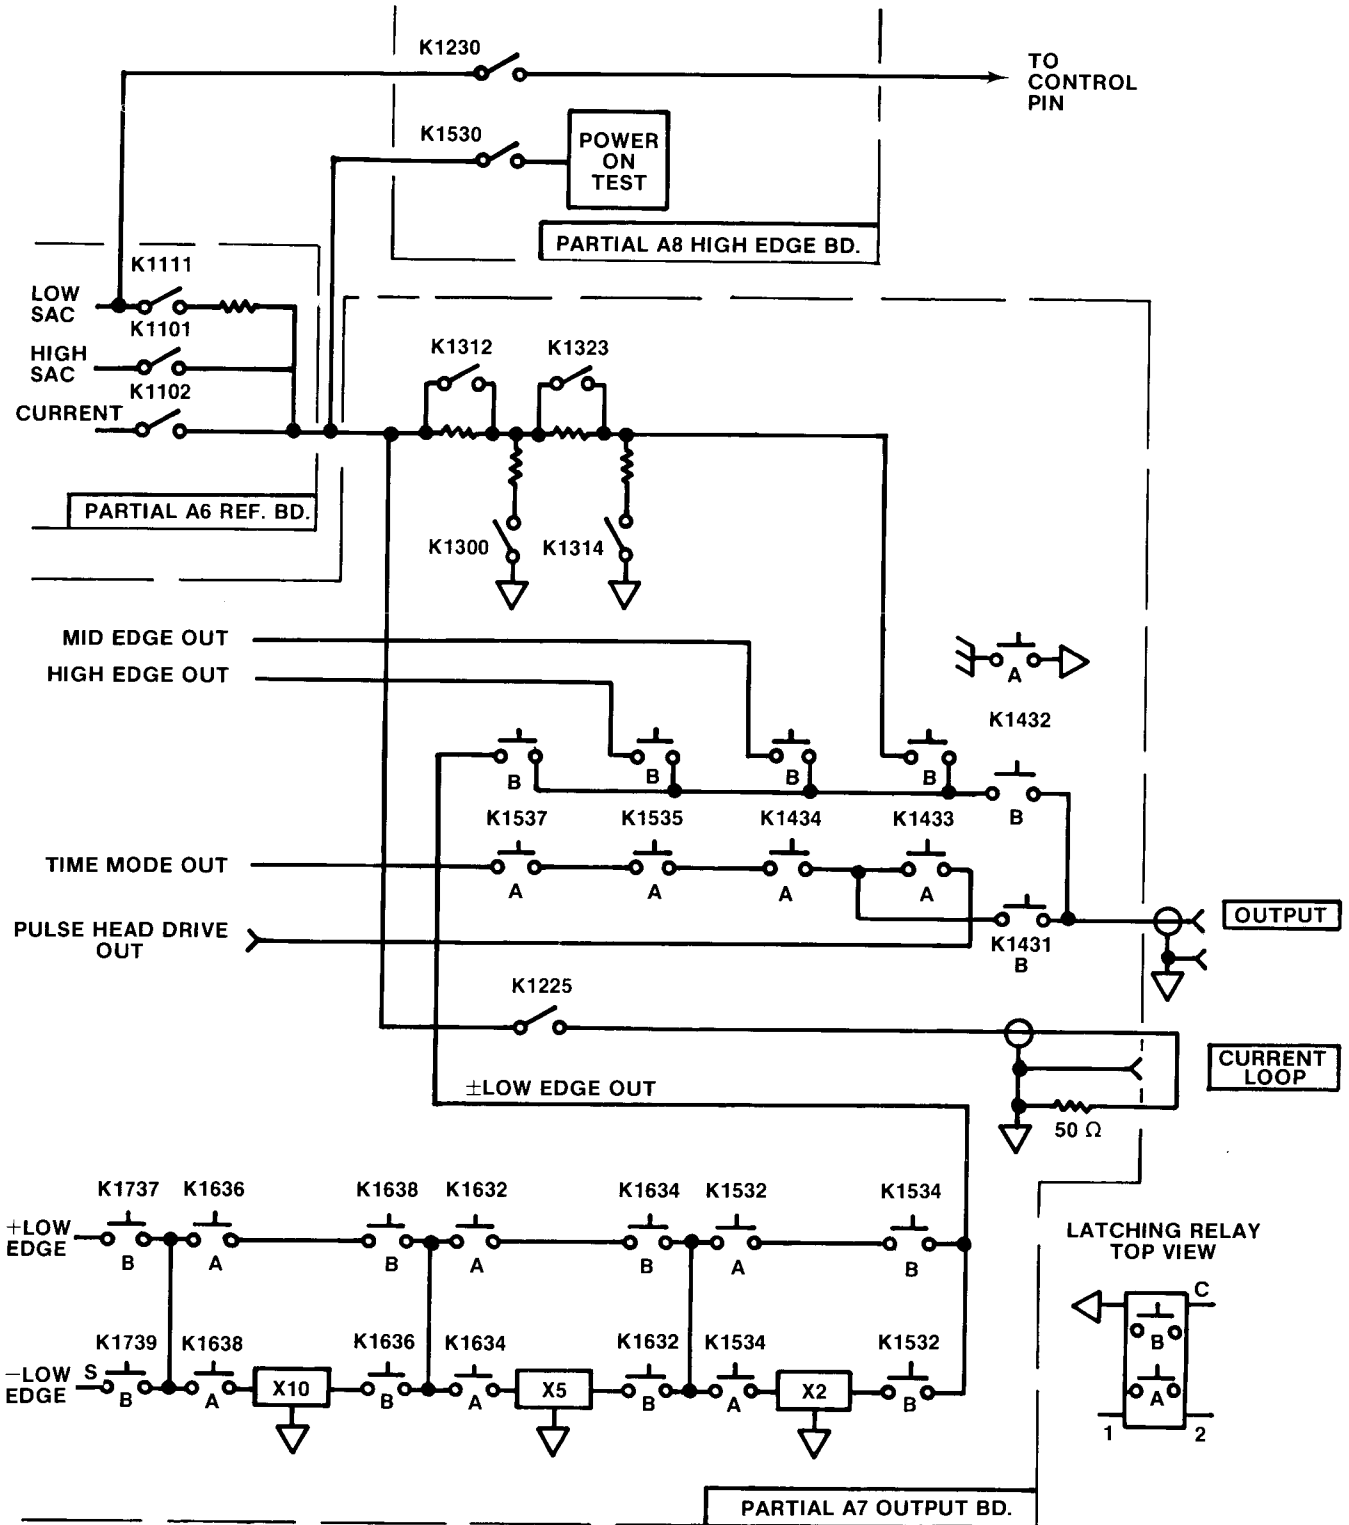 K1230
TO
CONTROL
PIN
K1530
POWER
ON
TEST
PARTIAL A8 HIGH EDGE BD.
K1111
LOW
SAC
K1101
HIGH
SAC
K1102
CURRENT
PARTIAL A6 REF. BD.
K1312
K1323
K1300
K1314
MID EDGE OUT
HIGH EDGE OUT
A
K1432
B
B
B
B
B
K1537
K1535
K1434
K1433
TIME MODE OUT
A
A
A
A
PULSE HEAD DRIVE
OUT
K1431
B
OUTPUT
K1225
CURRENT
LOOP
±LOW EDGE OUT
50 Ω
K1737
K1636
K1638
K1632
K1634
K1532
K1534
+LOW
EDGE
B
A
B
A
B
A
B
K1739
K1638
K1636
K1634
K1632
K1534
K1532
−LOW
EDGE
S
B
A
X10
B
A
X5
B
A
X2
B
LATCHING RELAY
TOP VIEW
C
B
A
1
2
PARTIAL A7 OUTPUT BD.